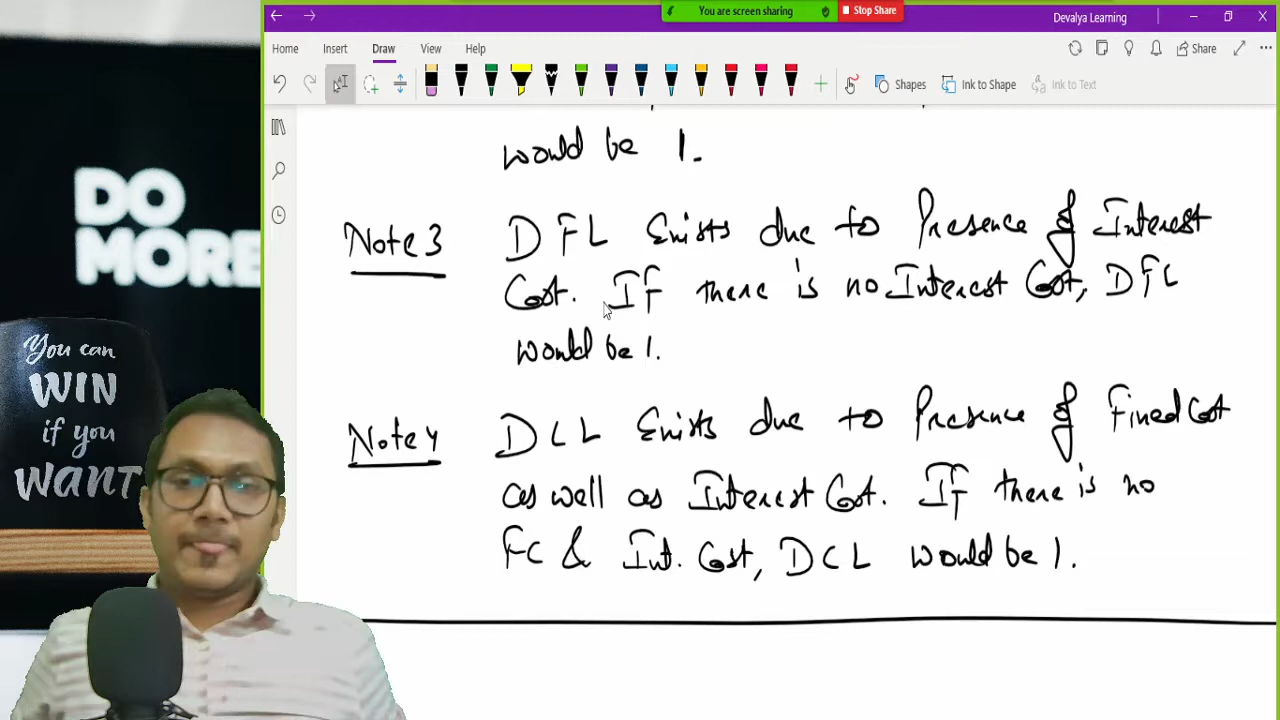 You are screen sharing
Stop Share
Devalya Learning
Home Insert Draw View Help
Share
Shapes
Ink to Shape
Ink to Text
would be 1.
Note 3 DFL Exists due to Presence of Interest
Cost. If there is no Interest Cost, DFL
would be 1.
Note 4 DCL Exists due to Presence of Fixed Cost
as well as Interest Cost. If there is no
FC & Int. Cost, DCL would be 1.
DO
MORE
You can
WIN
if you
WANT